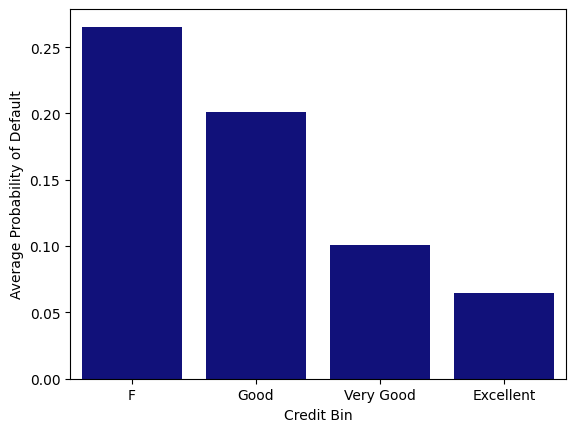 Average Probability of Default
0.25
0.20
0.15
0.10
0.05
0.00
F
Good
Very Good
Excellent
Credit Bin